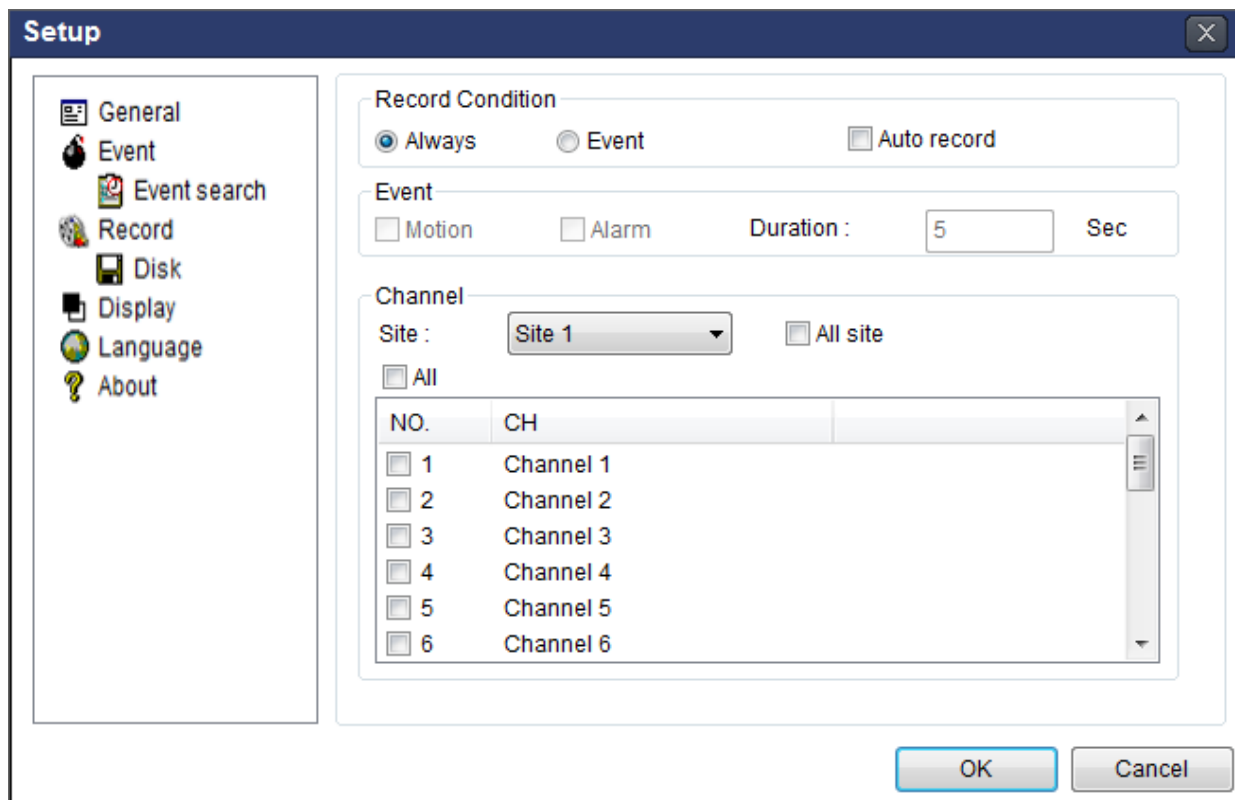 Setup
General
Event
Event search
Record
Disk
Display
Language
About
Record Condition
Always Event Auto record
Event
Motion Alarm Duration : 5 Sec
Channel
Site : Site 1 All site
All
NO. CH
1 Channel 1
2 Channel 2
3 Channel 3
4 Channel 4
5 Channel 5
6 Channel 6
OK Cancel